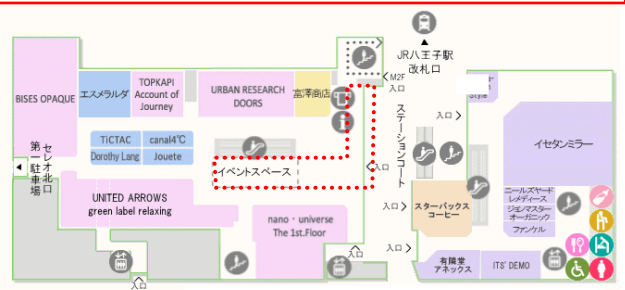 JR八王子駅
改札口
M2F
入口
BISES OPAQUE
エスメラルダ
TOPKAPI
Account of
Journey
URBAN RESEARCH
DOORS
富澤商店
Style
入口
ステーションコート
イセタンミラー
TiCTAC
canal4℃
Dorothy Lang
Jouete
セレオ北口
第一駐車場
イベントスペース
入口
UNITED ARROWS
green label relaxing
nano・universe
The 1st.Floor
入口
スターバックス
コーヒー
ニールズヤード
レメディース
ジェンマスター
オーガニック
ファンケル
入口
入口
有隣堂
アネックス
ITS' DEMO
入口